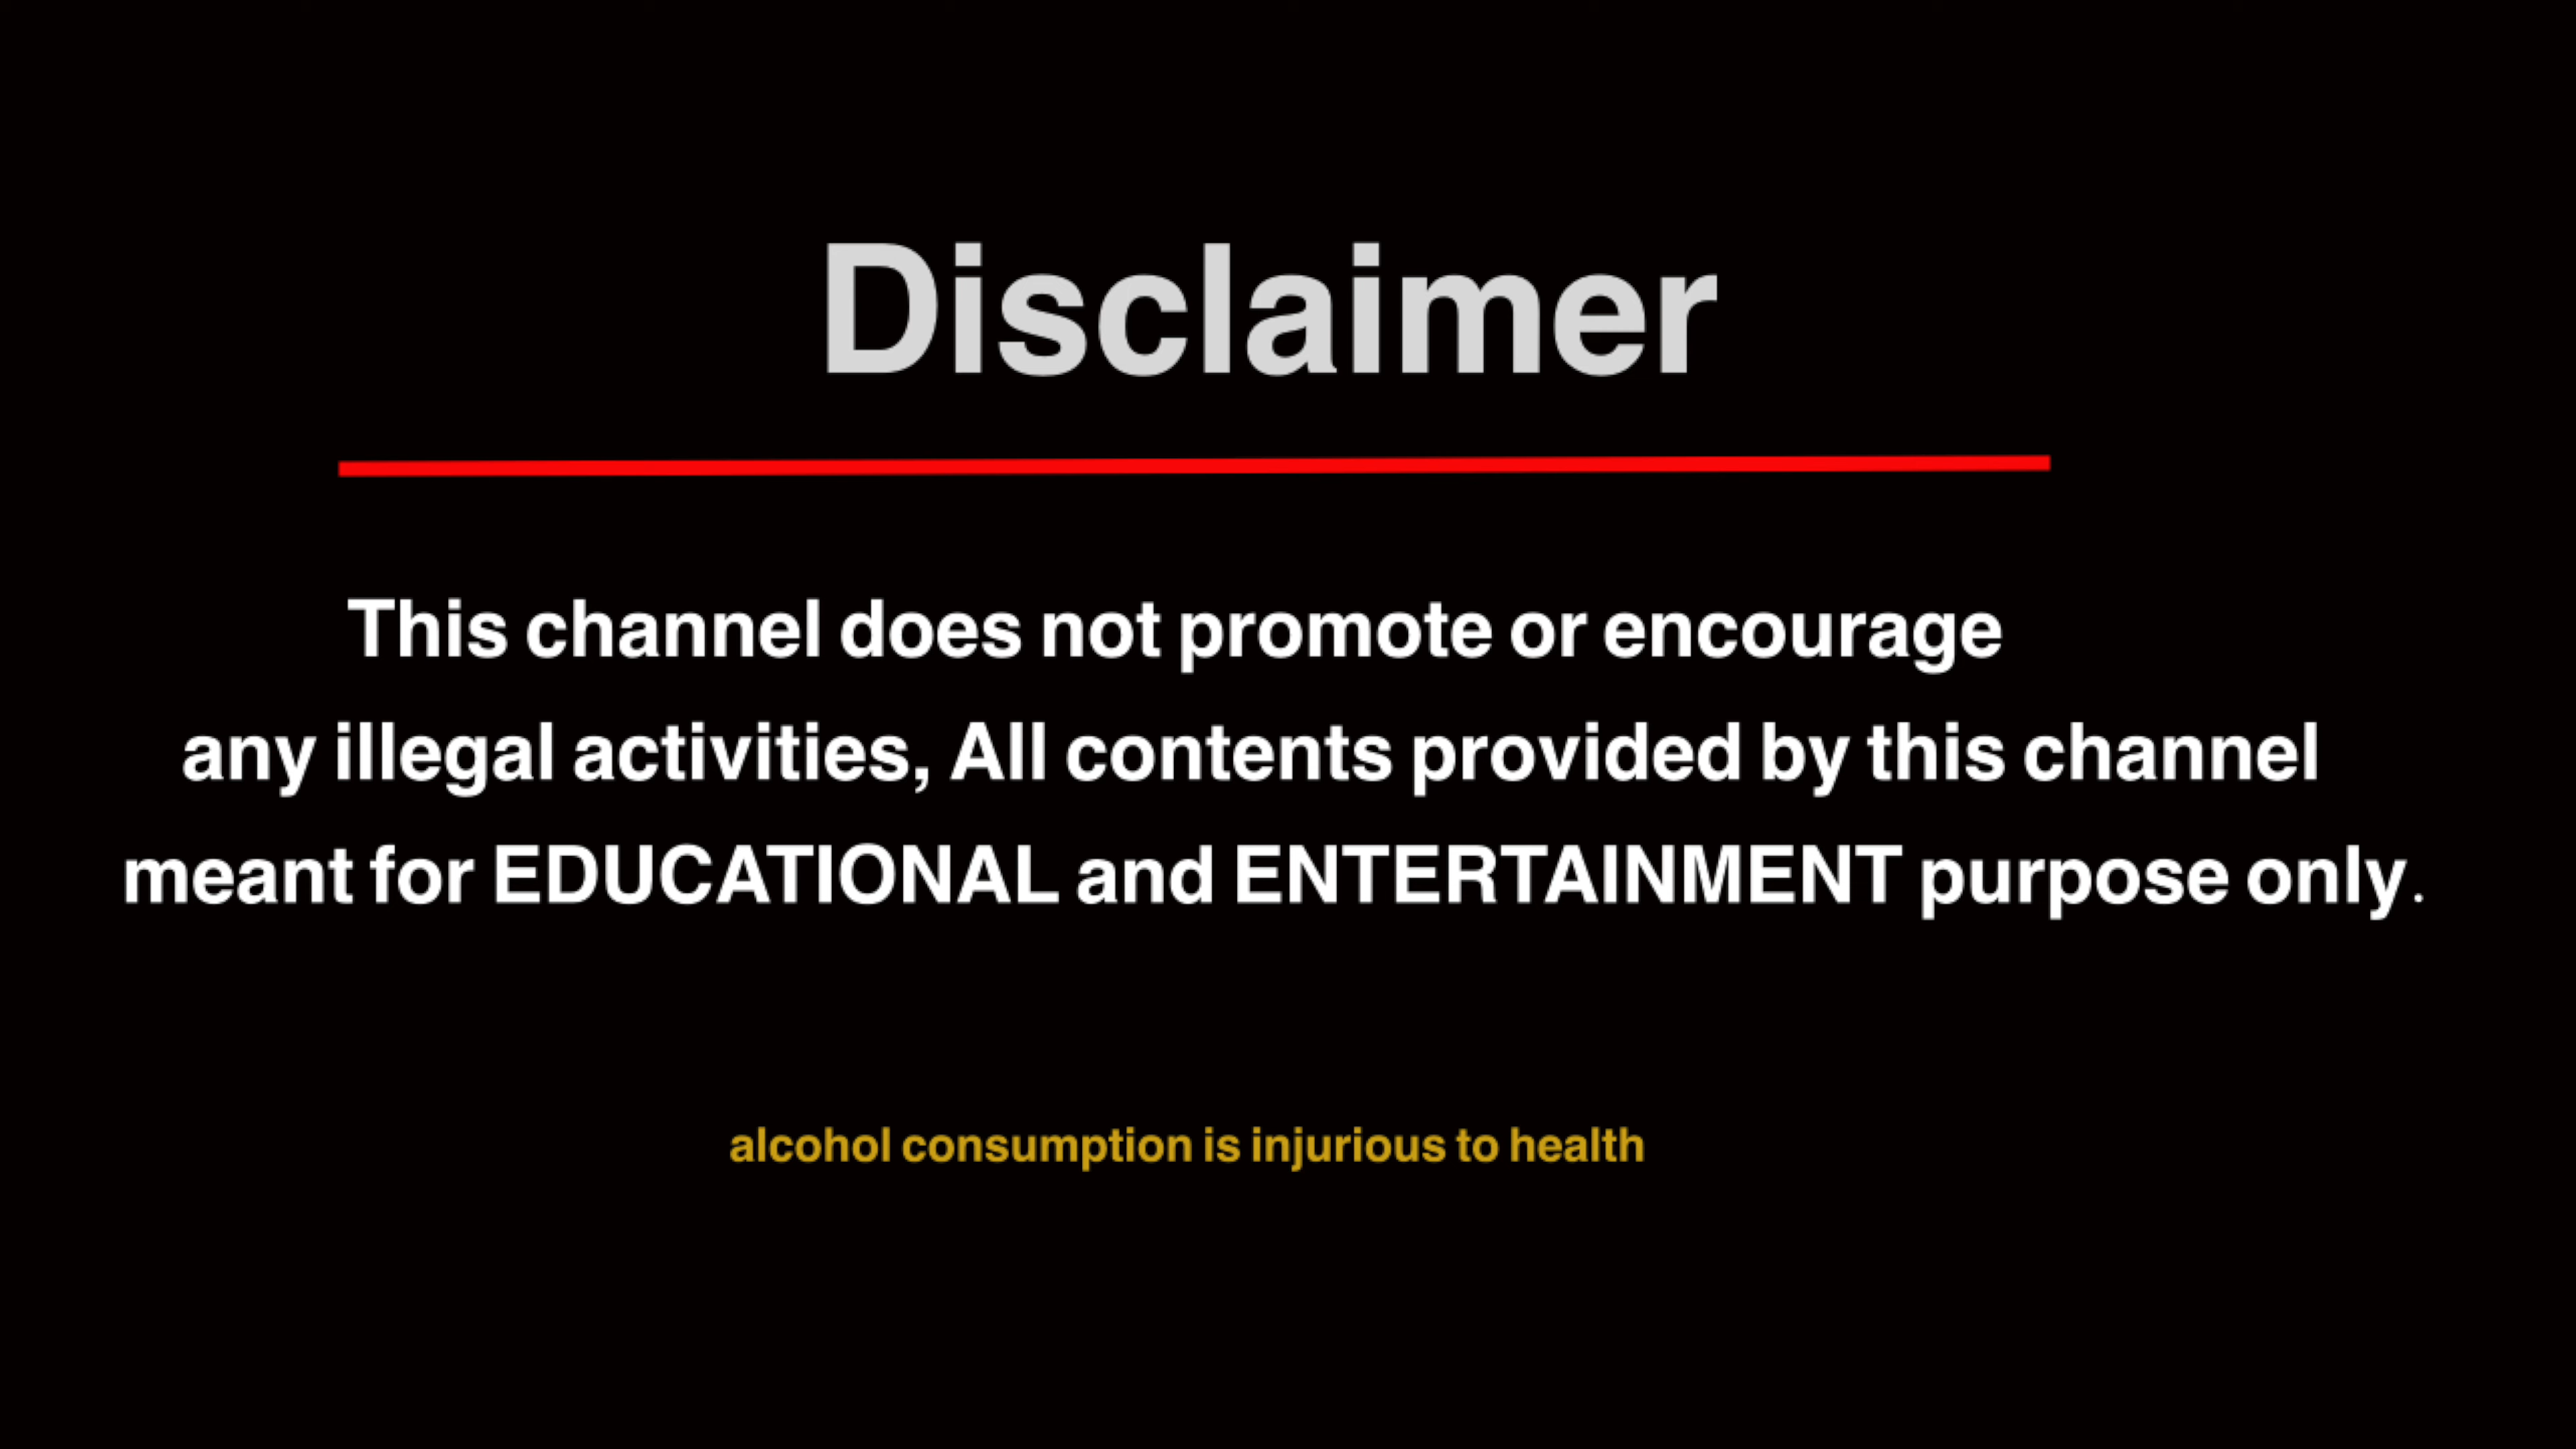 Disclaimer
This channel does not promote or encourage
any illegal activities, All contents provided by this channel
meant for EDUCATIONAL and ENTERTAINMENT purpose only.
alcohol consumption is injurious to health